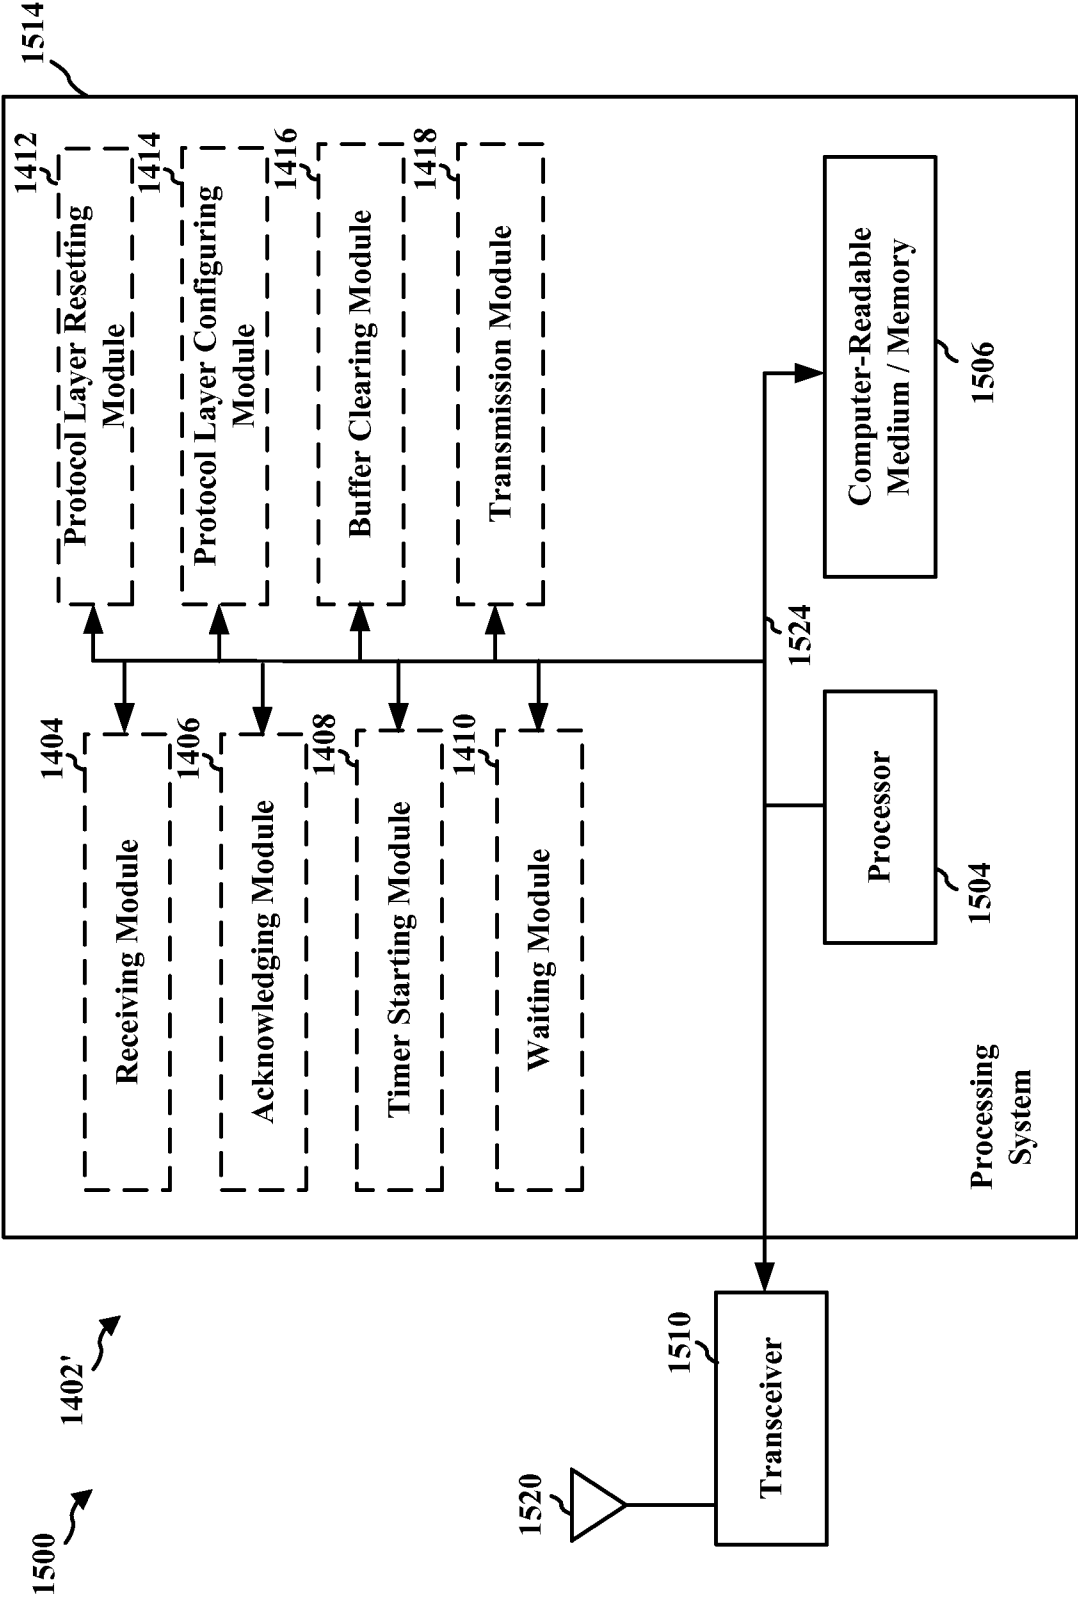 1500
1402'
1514
1404
Receiving Module
1412
Protocol Layer Resetting
Module
1406
Acknowledging Module
1414
Protocol Layer Configuring
Module
1408
Timer Starting Module
1416
Buffer Clearing Module
1410
Waiting Module
1418
Transmission Module
1520
1510
Transceiver
1524
Processor
1504
Computer-Readable
Medium / Memory
1506
Processing
System